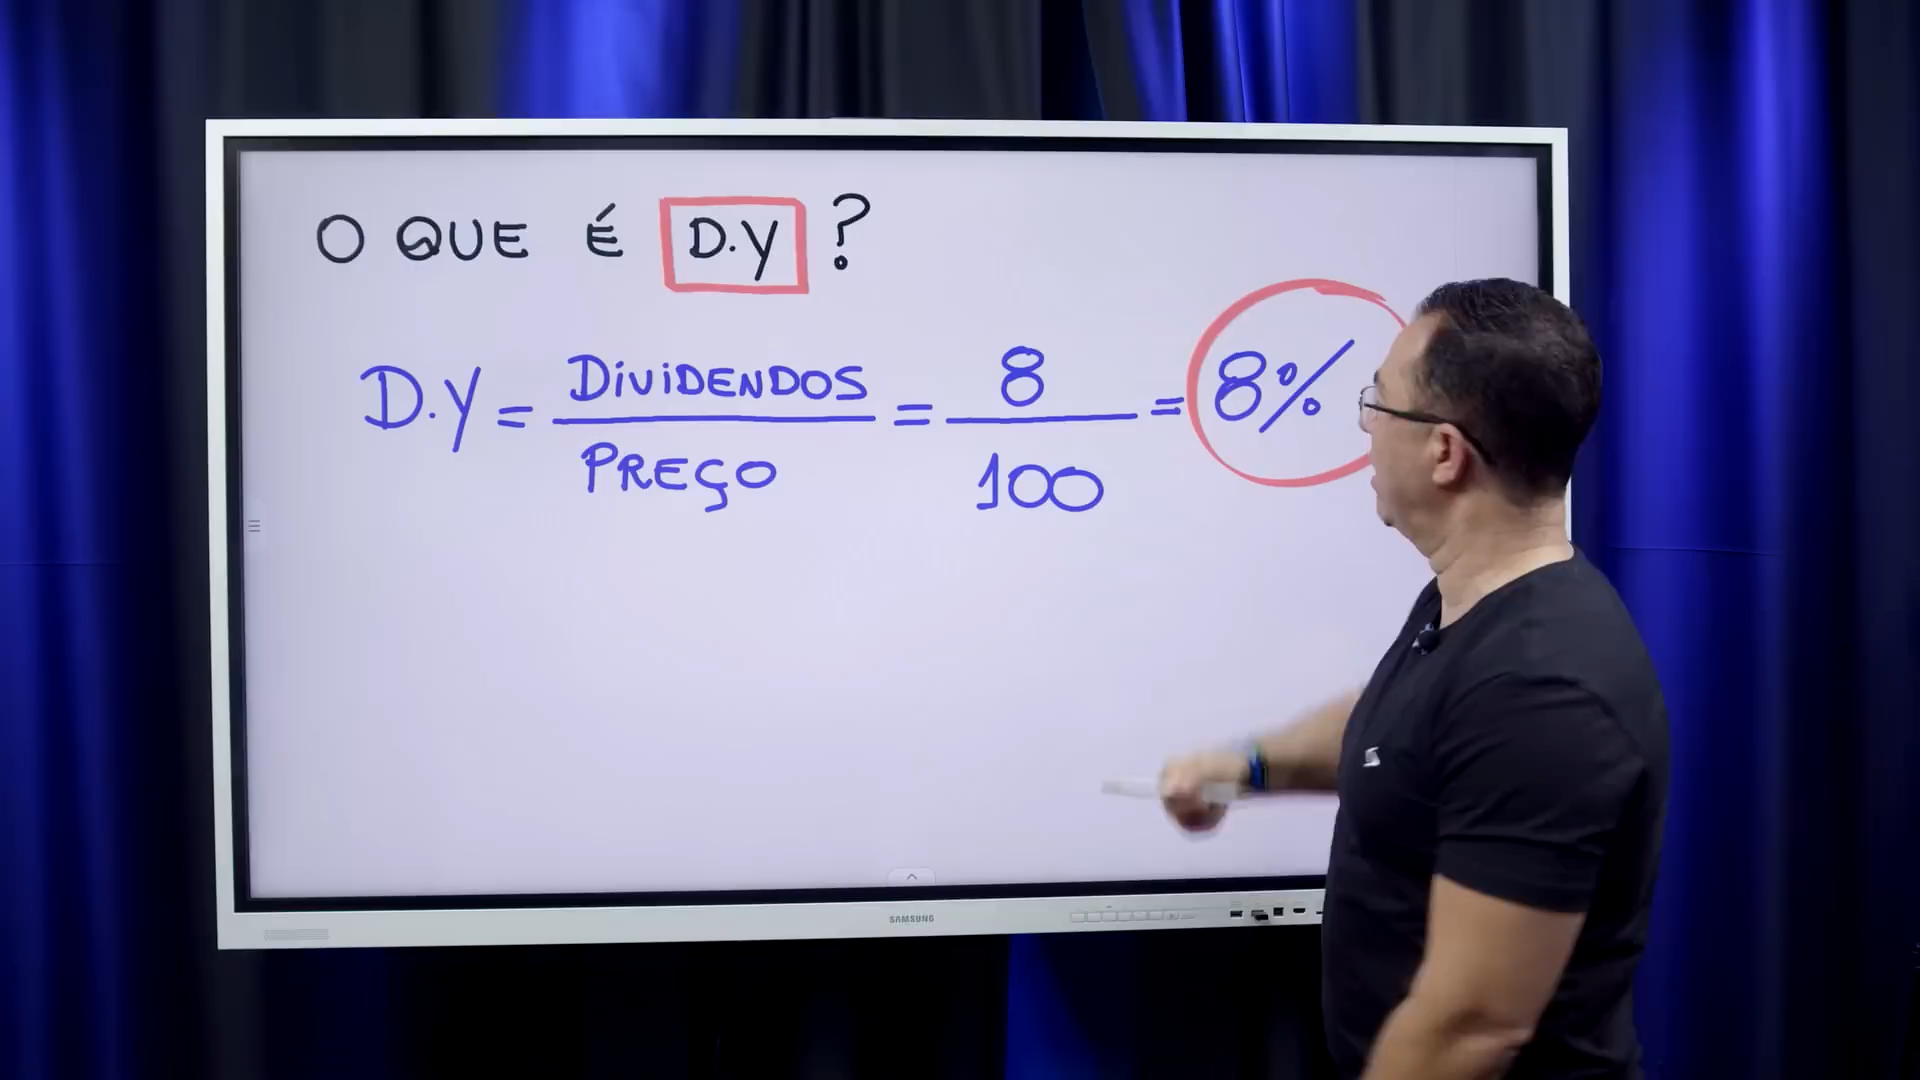 O QUE É D.Y ?
D.Y = DIVIDENDOS / PREÇO = 8 / 100 = 8%
SAMSUNG